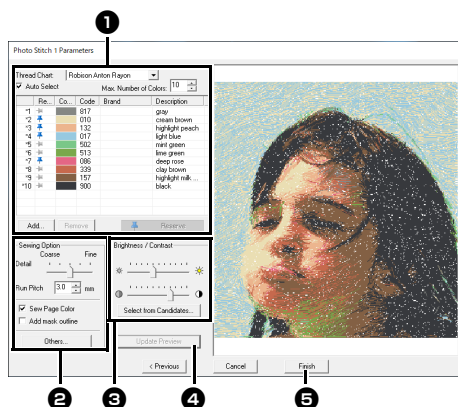 1
Photo Stitch 1 Parameters
Thread Chart: Robison Anton Rayon
Auto Select Max. Number of Colors: 10
Re... Co... Code Brand Description
*1 817 gray
*2 010 cream brown
*3 132 highlight peach
*4 017 light blue
*5 502 mint green
*6 513 lime green
*7 086 deep rose
*8 339 clay brown
*9 157 highlight milk ...
*10 900 black
Add... Remove Reserve
Sewing Option Brightness / Contrast
Coarse Fine
Detail
Run Pitch 3.0 mm
Sew Page Color
Add mask outline
Select from Candidates...
Others... Update Preview
< Previous Cancel Finish
2 3 4 5